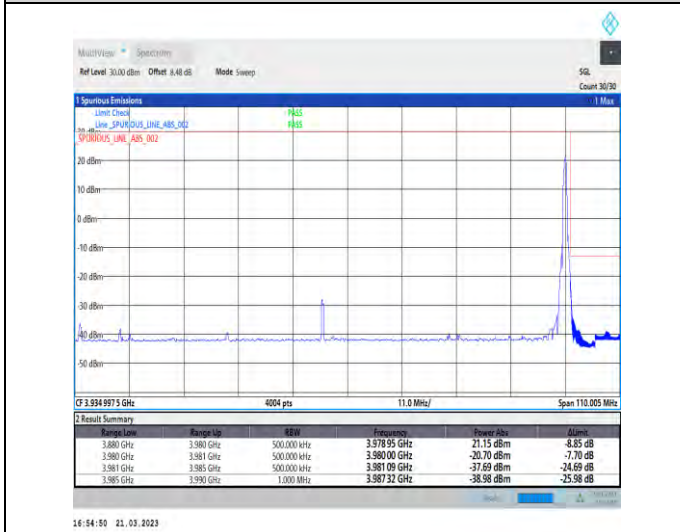 MultiView Spectrum
Ref Level 30.00 dBm Offset 8.48 dB Mode Sweep SGL
Count 30/30
1 Spurious Emissions 1 Max
Limit Check PASS
Line _SPURIOUS_LINE_ABS_002 PASS
_SPURIOUS_LINE_ABS_002
20 dBm
10 dBm
0 dBm
-10 dBm
-20 dBm
-30 dBm
-40 dBm
-50 dBm
CF 3.934 997 5 GHz 4004 pts 11.0 MHz/ Span 110.005 MHz
2 Result Summary
Range Low Range Up RBW Frequency Power Abs ΔLimit
3.880 GHz 3.980 GHz 500.000 kHz 3.978 95 GHz 21.15 dBm -8.85 dB
3.980 GHz 3.981 GHz 500.000 kHz 3.980 00 GHz -20.70 dBm -7.70 dB
3.981 GHz 3.985 GHz 500.000 kHz 3.981 09 GHz -37.69 dBm -24.69 dB
3.985 GHz 3.990 GHz 1.000 MHz 3.987 32 GHz -38.98 dBm -25.98 dB
16:54:50 21.03.2023